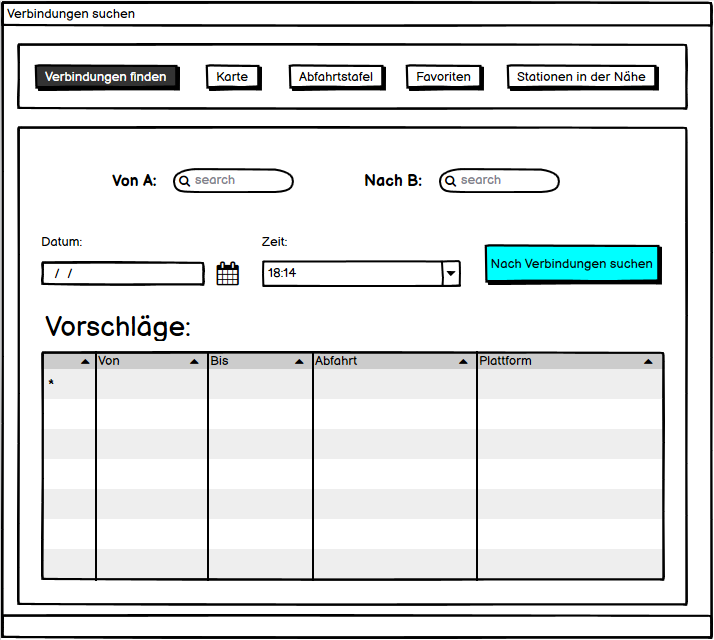 Verbindungen suchen
Verbindungen finden Karte Abfahrtstafel Favoriten Stationen in der Nähe
Von A: search Nach B: search
Datum: Zeit:
/ / 18:14 Nach Verbindungen suchen
Vorschläge:
Von Bis Abfahrt Plattform
*